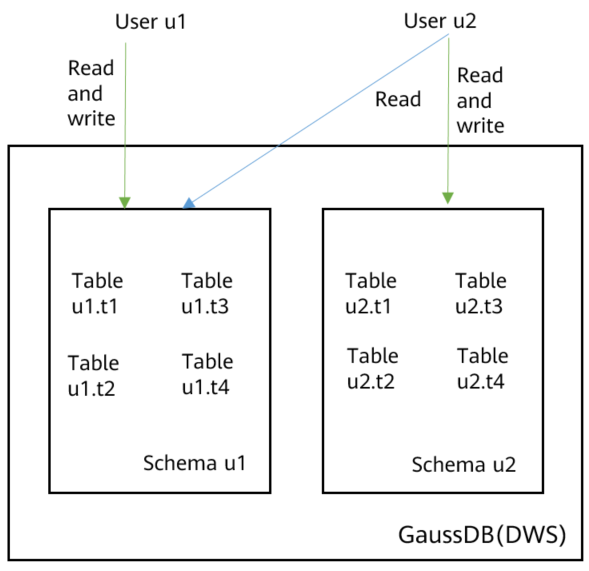 User u1
User u2
Read
and
write
Read
Read
and
write
Table
u1.t1
Table
u1.t3
Table
u1.t2
Table
u1.t4
Schema u1
Table
u2.t1
Table
u2.t3
Table
u2.t2
Table
u2.t4
Schema u2
GaussDB(DWS)